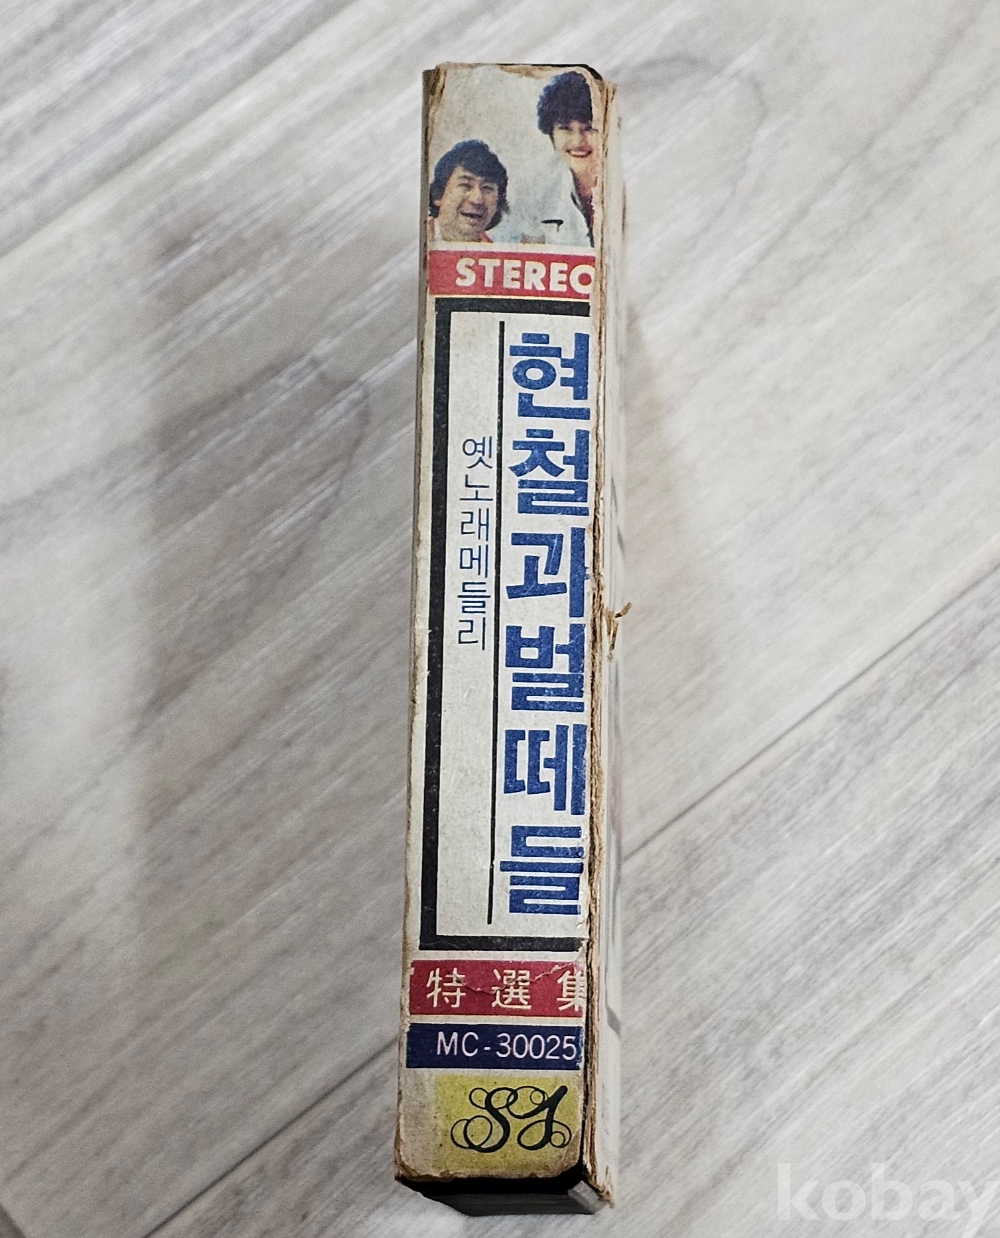 STEREO
현철과벌떼들
옛노래메들리
特選集
MC-30025
SJ
kobay